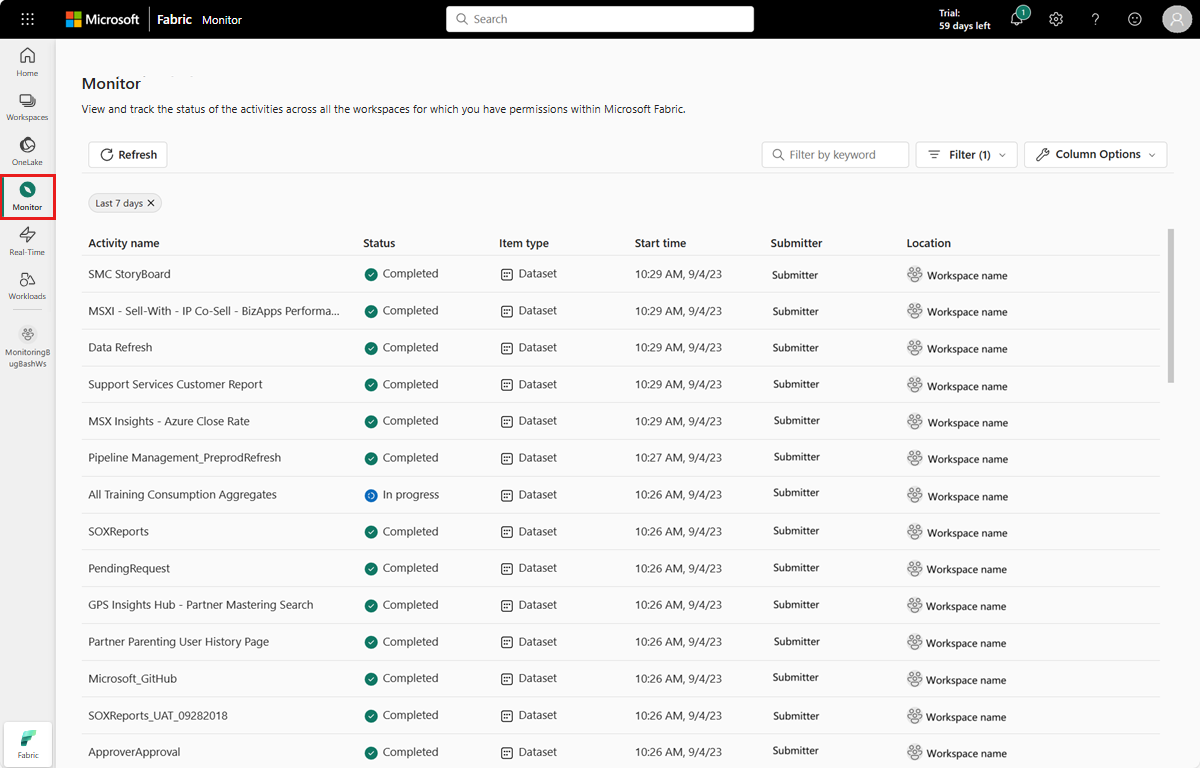 Microsoft Fabric Monitor
Search
Trial:
59 days left
1
Home
Workspaces
OneLake
Monitor
Real-Time
Workloads
MonitoringB
ugBashWs
Fabric
Monitor
View and track the status of the activities across all the workspaces for which you have permissions within Microsoft Fabric.
Refresh
Filter by keyword
Filter (1)
Column Options
Last 7 days
Activity name Status Item type Start time Submitter Location
SMC StoryBoard Completed Dataset 10:29 AM, 9/4/23 Submitter Workspace name
MSXI - Sell-With - IP Co-Sell - BizApps Performa... Completed Dataset 10:29 AM, 9/4/23 Submitter Workspace name
Data Refresh Completed Dataset 10:29 AM, 9/4/23 Submitter Workspace name
Support Services Customer Report Completed Dataset 10:29 AM, 9/4/23 Submitter Workspace name
MSX Insights - Azure Close Rate Completed Dataset 10:29 AM, 9/4/23 Submitter Workspace name
Pipeline Management_PreprodRefresh Completed Dataset 10:27 AM, 9/4/23 Submitter Workspace name
All Training Consumption Aggregates In progress Dataset 10:26 AM, 9/4/23 Submitter Workspace name
SOXReports Completed Dataset 10:26 AM, 9/4/23 Submitter Workspace name
PendingRequest Completed Dataset 10:26 AM, 9/4/23 Submitter Workspace name
GPS Insights Hub - Partner Mastering Search Completed Dataset 10:26 AM, 9/4/23 Submitter Workspace name
Partner Parenting User History Page Completed Dataset 10:26 AM, 9/4/23 Submitter Workspace name
Microsoft_GitHub Completed Dataset 10:26 AM, 9/4/23 Submitter Workspace name
SOXReports_UAT_09282018 Completed Dataset 10:26 AM, 9/4/23 Submitter Workspace name
ApproverApproval Completed Dataset 10:26 AM, 9/4/23 Submitter Workspace name